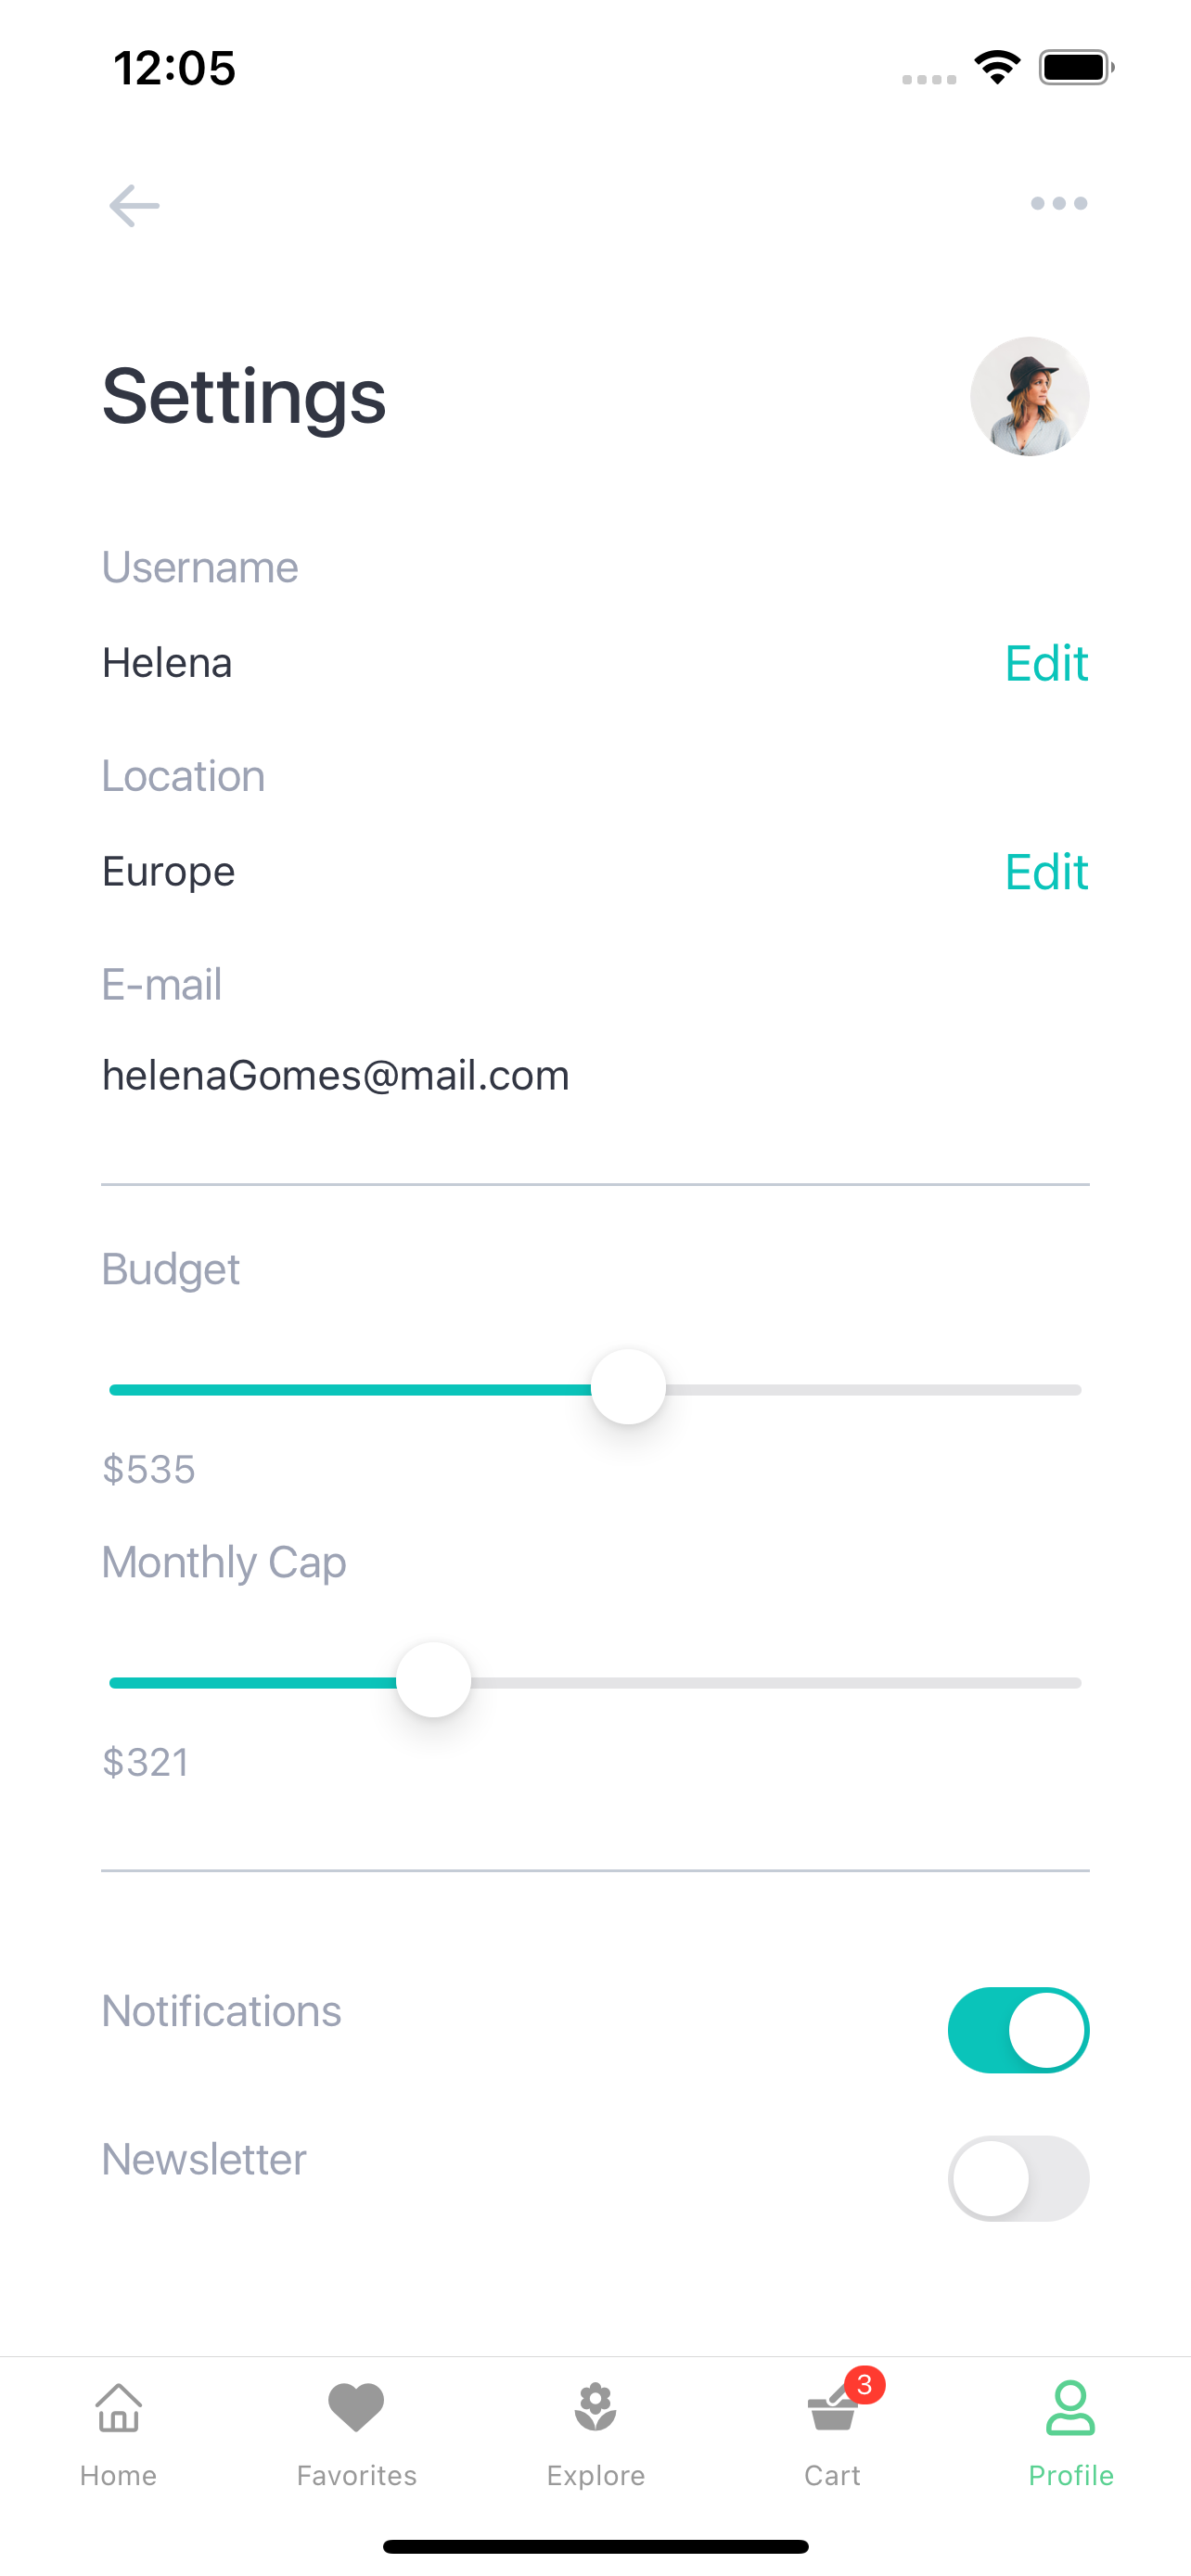 12:05
Settings
Username
Helena Edit
Location
Europe Edit
E-mail
helenaGomes@mail.com
Budget
$535
Monthly Cap
$321
Notifications
Newsletter
3
Home Favorites Explore Cart Profile